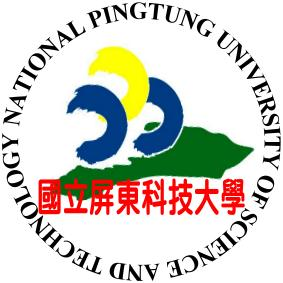 NATIONAL PINGTUNG UNIVERSITY OF SCIENCE AND TECHNOLOGY
國立屏東科技大學